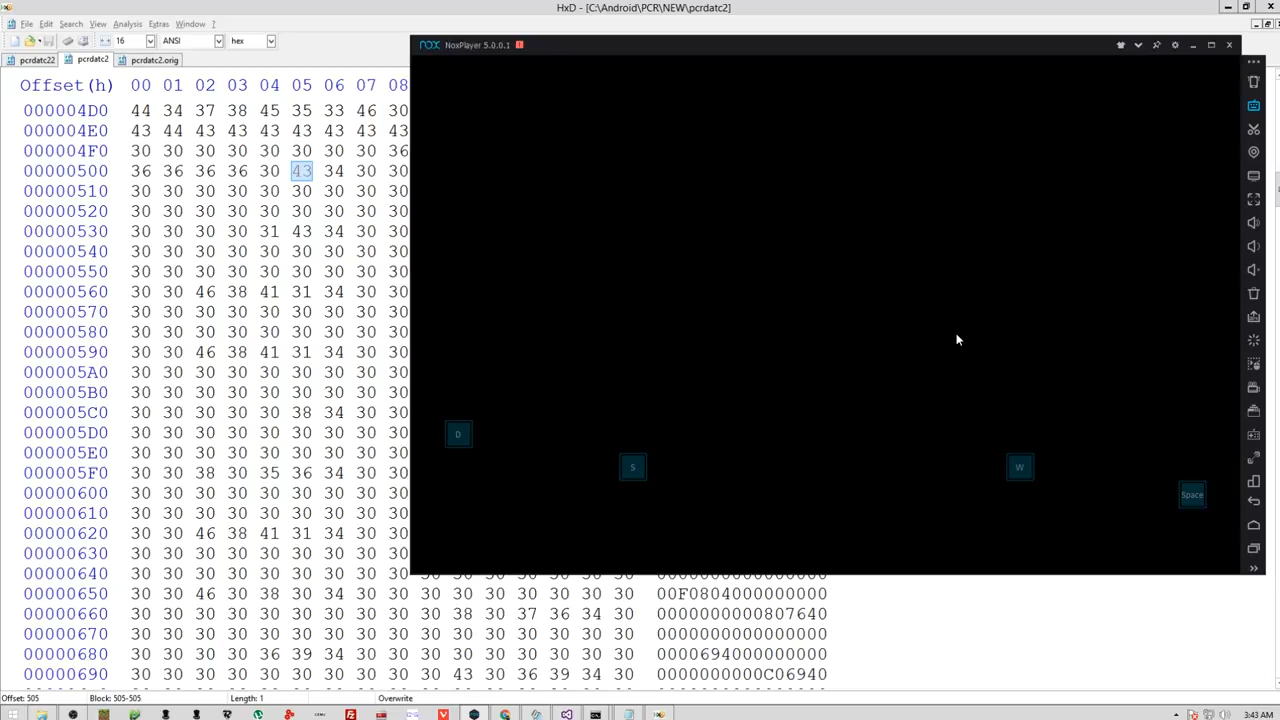 HxD - [C:\Android\PCR\NEW\pcrdatc2]
File Edit Search View Analysis Extras Window ?
16 ANSI hex
pcrdatc22 pcrdatc2 pcrdatc2.orig
nox NoxPlayer 5.0.0.1
Offset(h) 00 01 02 03 04 05 06 07 08
000004D0 44 34 37 38 45 35 33 46 30
000004E0 43 44 43 43 43 43 43 43 43
000004F0 30 30 30 30 30 30 30 30 36
00000500 36 36 36 36 30 43 34 30 30
00000510 30 30 30 30 30 30 30 30 30
00000520 30 30 30 30 30 30 30 30 30
00000530 30 30 30 30 31 43 34 30 30
00000540 30 30 30 30 30 30 30 30 30
00000550 30 30 30 30 30 30 30 30 30
00000560 30 30 46 38 41 31 34 30 30
00000570 30 30 30 30 30 30 30 30 30
00000580 30 30 30 30 30 30 30 30 30
00000590 30 30 46 38 41 31 34 30 30
000005A0 30 30 30 30 30 30 30 30 30
000005B0 30 30 30 30 30 30 30 30 30
000005C0 30 30 30 30 30 38 34 30 30
000005D0 30 30 30 30 30 30 30 30 30
D
000005E0 30 30 30 30 30 30 30 30 30
S W
000005F0 30 30 38 30 35 36 34 30 30
Space
00000600 30 30 30 30 30 30 30 30 30
00000610 30 30 30 30 30 30 30 30 30
00000620 30 30 46 38 41 31 34 30 30
00000630 30 30 30 30 30 30 30 30 30
00000640 30 30 30 30 30 30 30 30 30 30 30 30 30 30 30 30 0000000000000000
00000650 30 30 46 30 38 30 34 30 30 30 30 30 30 30 30 30 00F0804000000000
00000660 30 30 30 30 30 30 30 30 30 30 38 30 37 36 34 30 0000000000807640
00000670 30 30 30 30 30 30 30 30 30 30 30 30 30 30 30 30 0000000000000000
00000680 30 30 30 30 36 39 34 30 30 30 30 30 30 30 30 30 0000694000000000
00000690 30 30 30 30 30 30 30 30 30 30 43 30 36 39 34 30 0000000000C06940
Offset: 505 Block: 505-505 Length: 1 Overwrite
3:43 AM